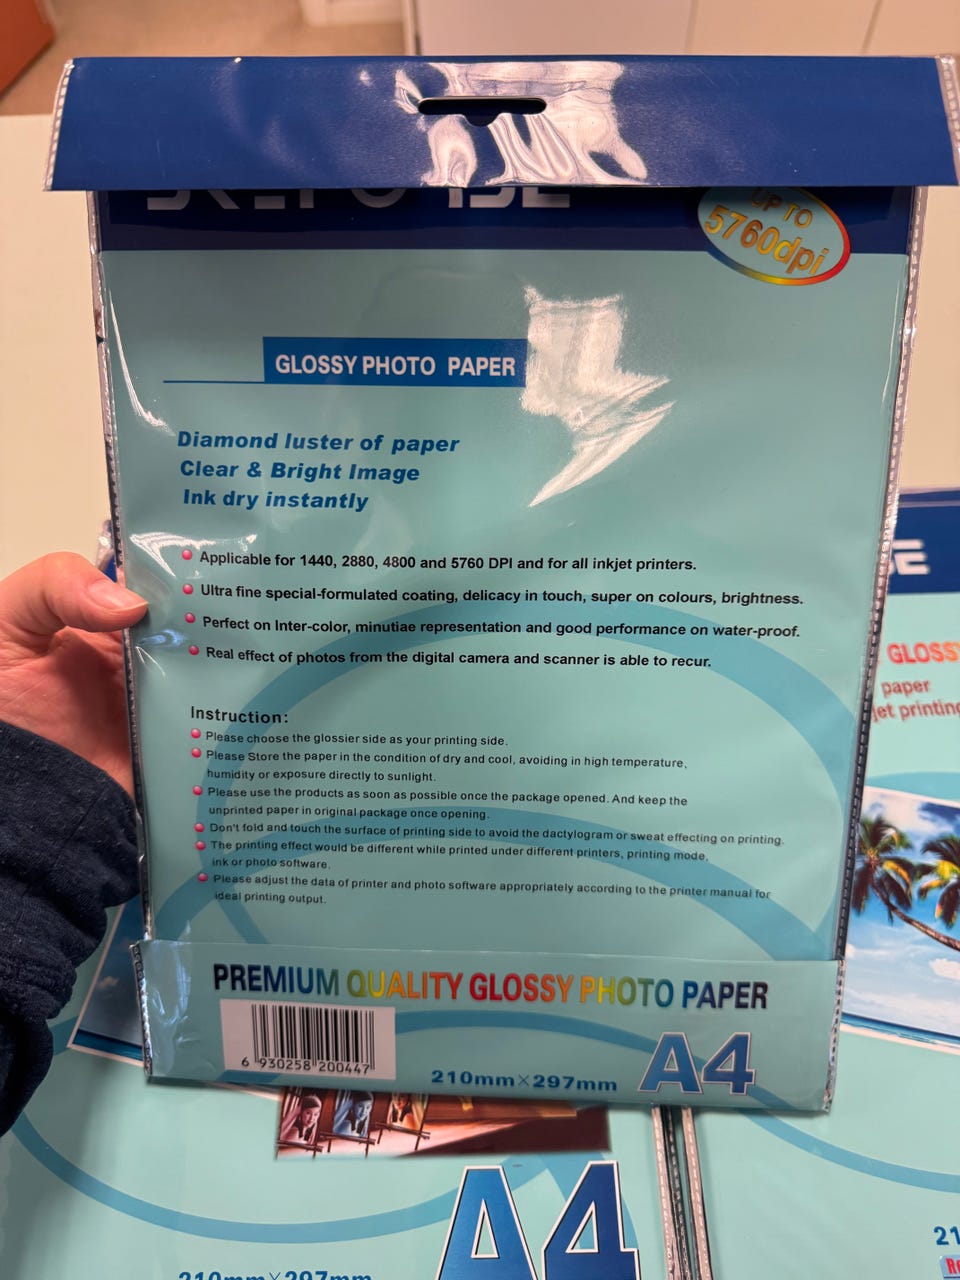 UP TO
5760dpi
GLOSSY PHOTO PAPER
Diamond luster of paper
Clear & Bright Image
Ink dry instantly
Applicable for 1440, 2880, 4800 and 5760 DPI and for all inkjet printers.
Ultra fine special-formulated coating, delicacy in touch, super on colours, brightness.
Perfect on Inter-color, minutiae representation and good performance on water-proof.
Real effect of photos from the digital camera and scanner is able to recur.
Instruction:
Please choose the glossier side as your printing side.
Please Store the paper in the condition of dry and cool, avoiding in high temperature,
humidity or exposure directly to sunlight.
Please use the products as soon as possible once the package opened. And keep the
unprinted paper in original package once opening.
Don't fold and touch the surface of printing side to avoid the dactylogram or sweat effecting on printing.
The printing effect would be different while printed under different printers, printing mode,
ink or photo software.
Please adjust the data of printer and photo software appropriately according to the printer manual for
ideal printing output.
PREMIUM QUALITY GLOSSY PHOTO PAPER
6 930258 200447
210mm×297mm
A4
GLOSS
paper
jet printing
A4
210mm×297mm
21